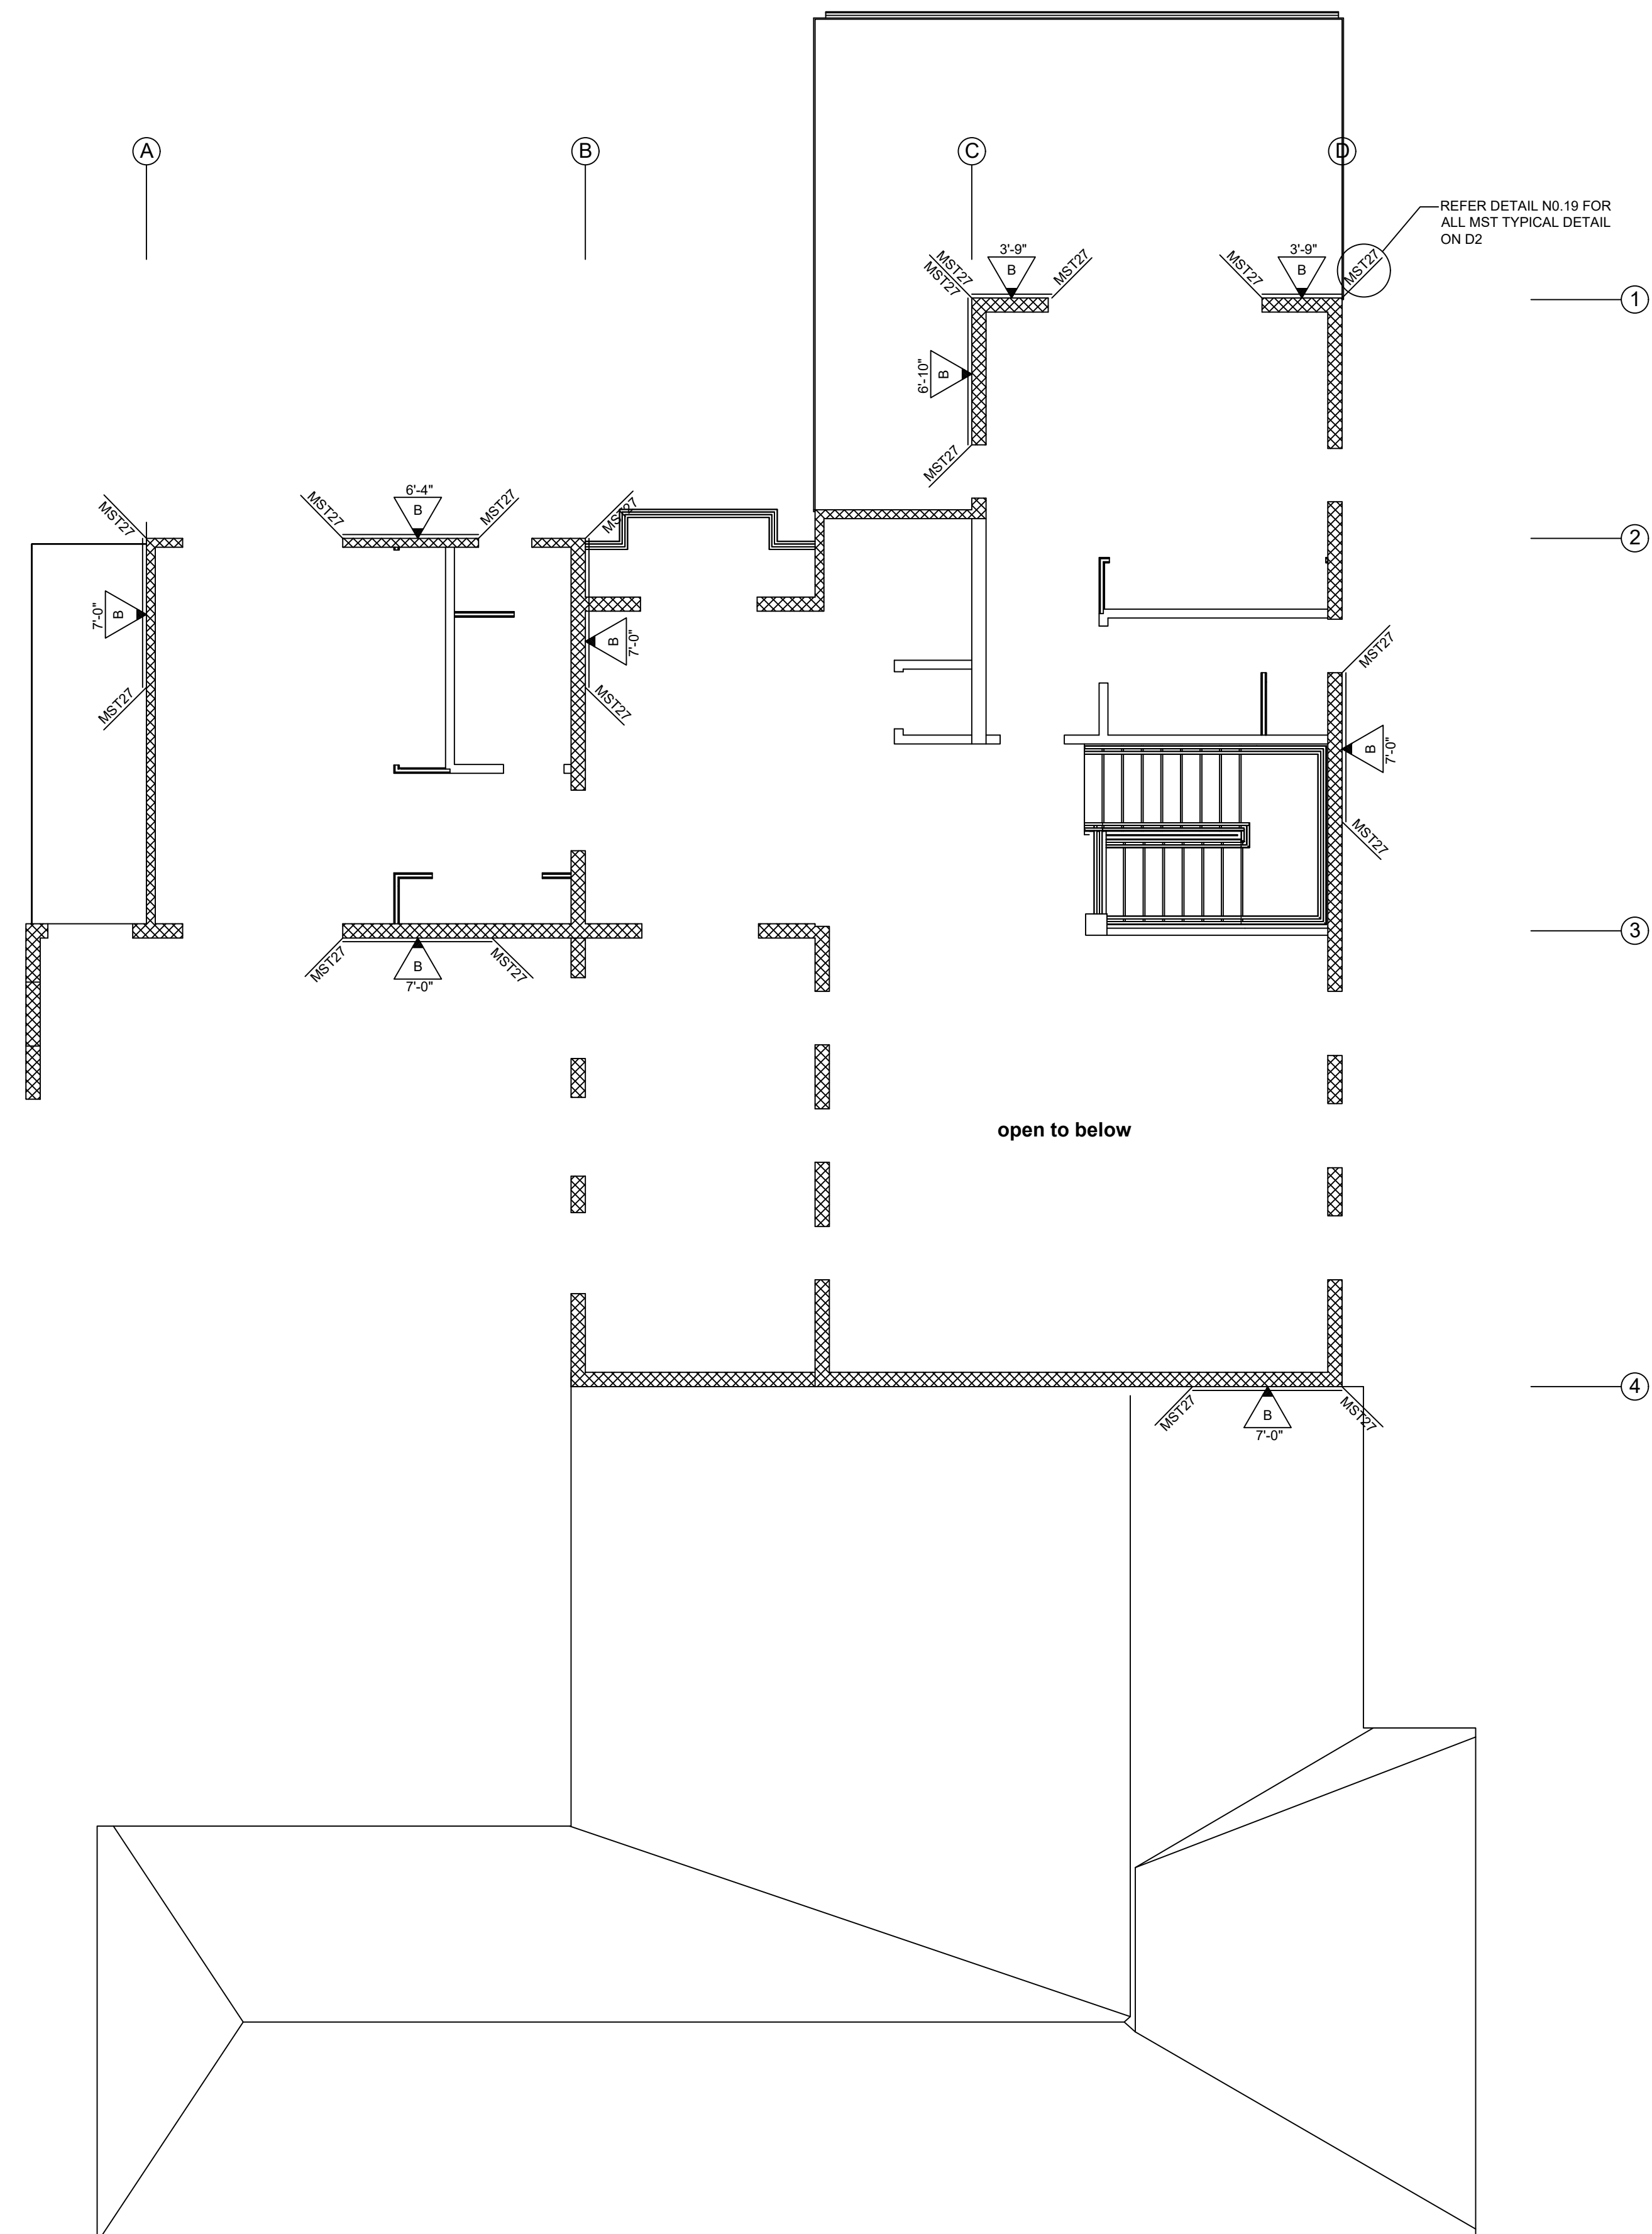 A
B
C
D
REFER DETAIL N0.19 FOR
ALL MST TYPICAL DETAIL
ON D2
3'-9"
B
MST27
MST27
MST27
3'-9"
B
MST27
MST27
1
6'-10"
B
MST27
6'-4"
B
MST27
MST27
MST27
MST27
2
7'-0"
B
MST27
B
7'-0"
MST27
MST27
B
7'-0"
MST27
3
MST27
B
7'-0"
MST27
open to below
4
MST27
B
7'-0"
MST27